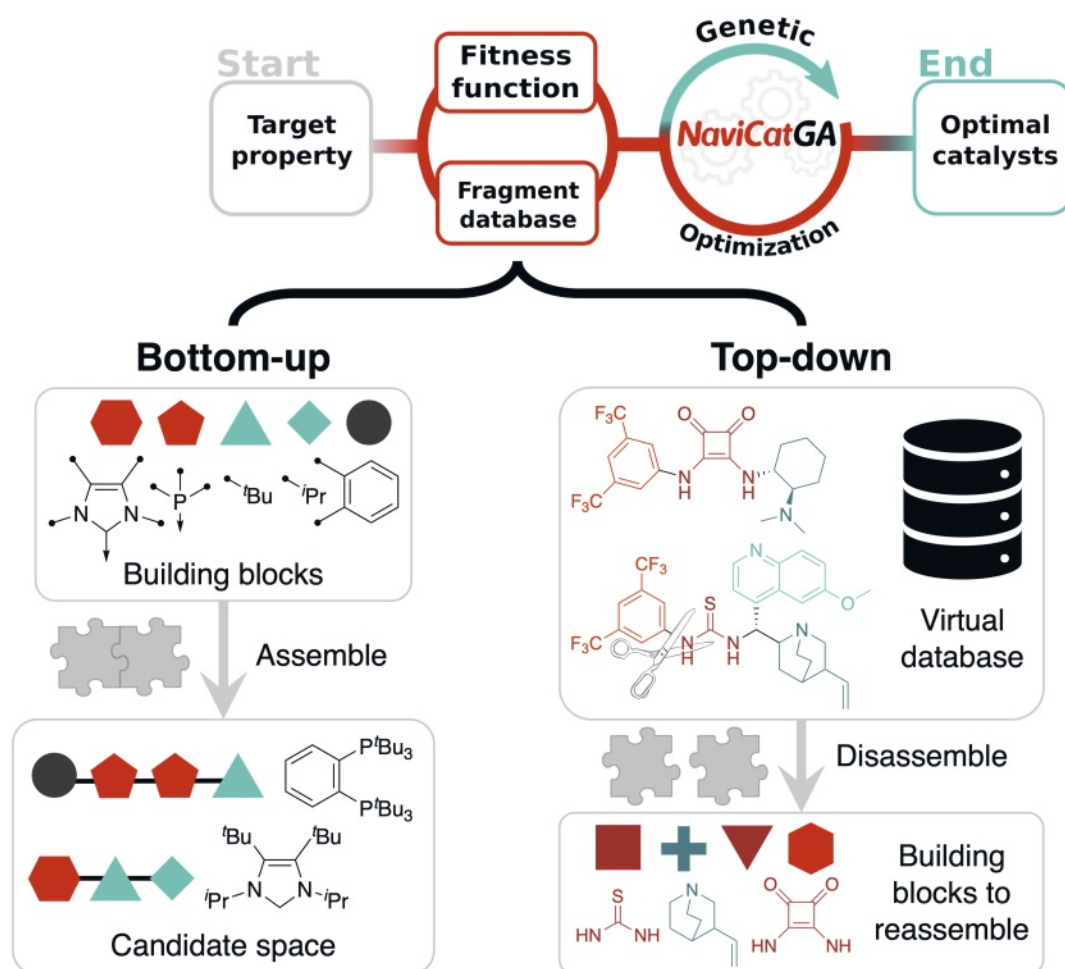 Start
Target
property
Fitness
function
Fragment
database
Genetic
NaviCatGA
Optimization
End
Optimal
catalysts
Bottom-up
N
N
P
ᵗBu
ⁱPr
Building blocks
Assemble
PᵗBu₃
PᵗBu₃
ᵗBu
ᵗBu
ⁱPr
N
N
ⁱPr
Candidate space
Top-down
F₃C
O
O
F₃C
N
H
N
H
N
CF₃
F₃C
N
H
S
N
H
N
O
N
Virtual
database
Disassemble
S
HN
NH
N
O
O
HN
NH
Building
blocks to
reassemble